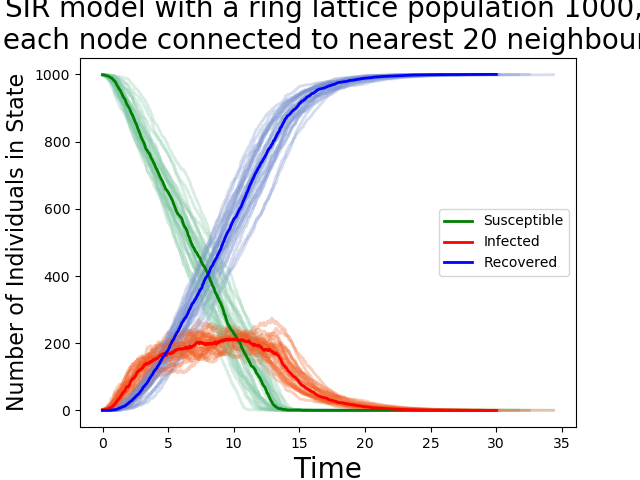 SIR model with a ring lattice population 1000,
each node connected to nearest 20 neighbour
Number of Individuals in State
1000
800
600
400
200
0
Susceptible
Infected
Recovered
0 5 10 15 20 25 30 35
Time